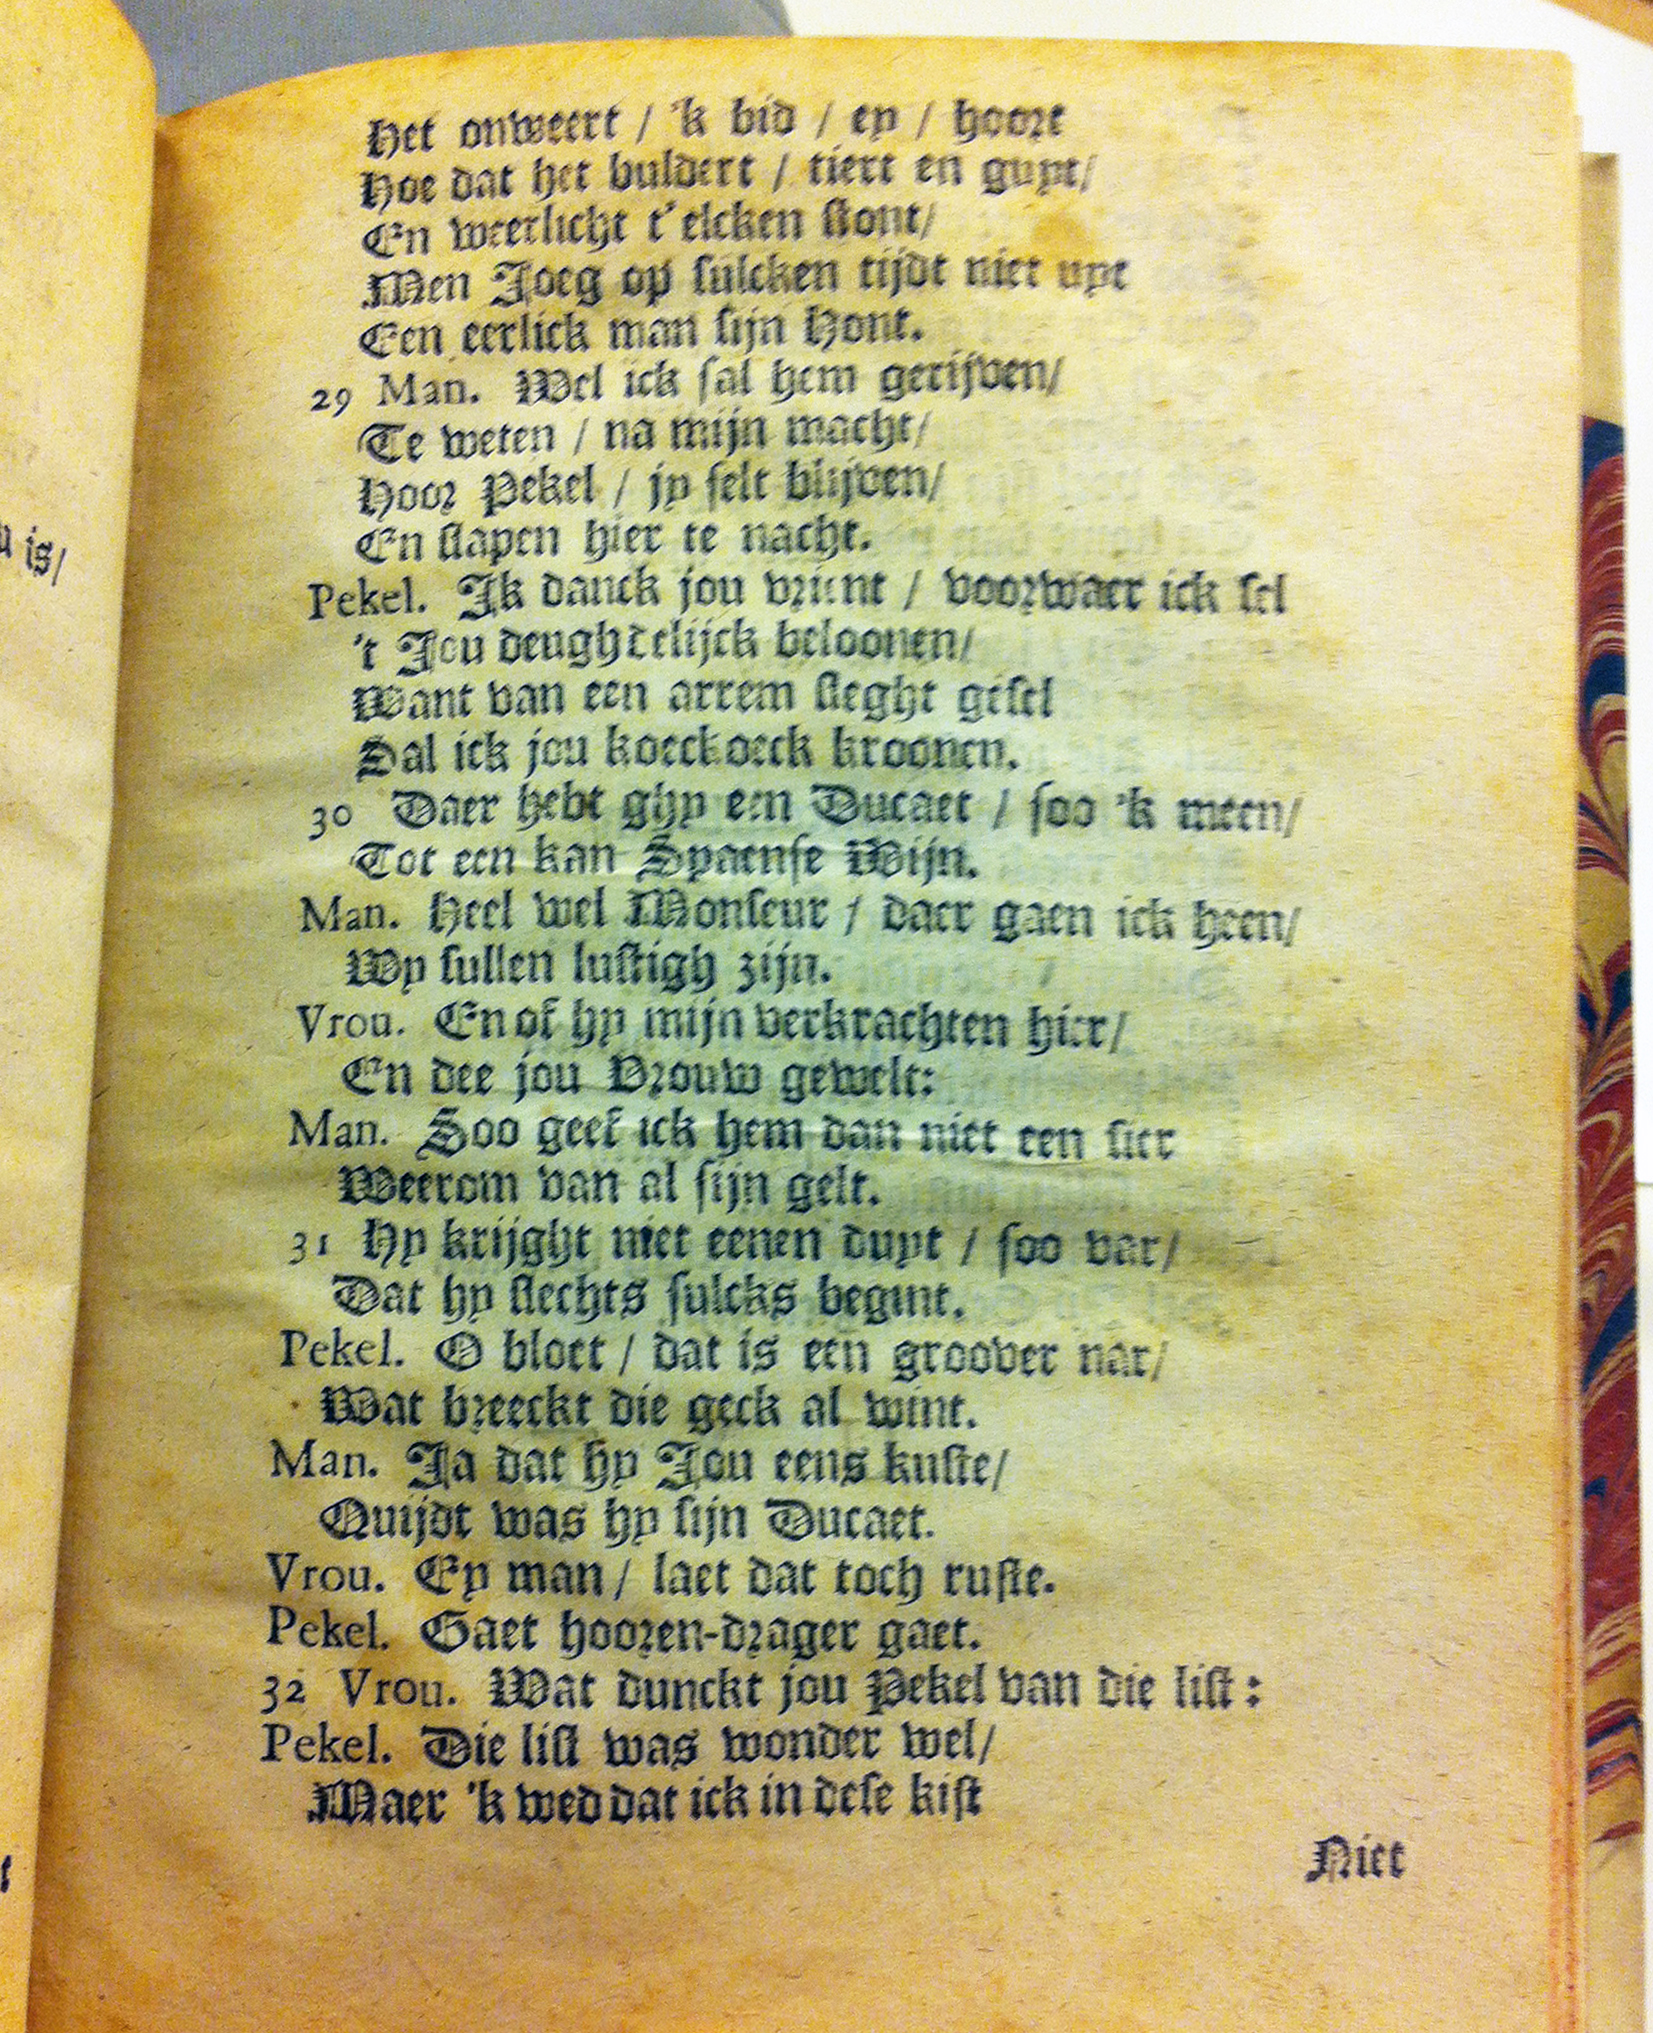 Het onweert / 'k bid / ey / hoort
Hoe dat het buldert / tiert en guyt/
En weerlicht t'elcken stont/
Men Joeg op sulcken tijdt niet uyt
Een eerlick man sijn Hont.
29 Man. Wel ick sal hem gerijven/
Te weten / na mijn macht/
Hoor Pekel / jy selt blijven/
En slapen hier te nacht.
Pekel. Ik danck jou vrient / voorwaer ick sel
't Jou deughdelijck beloonen/
Want van een arrem sleght gesel
Sal ick jou koeckoeck kroonen.
30 Daer hebt ghy een Ducaet / soo 'k meen/
Tot een kan Spaense Wijn.
Man. Heel wel Monseur / daer gaen ick heen/
Wy sullen lustigh zijn.
Vrou. En of hy mijn verkrachten hier/
En dee jou Vrouw gewelt:
Man. Soo geef ick hem dan niet een sier
Weerom van al sijn gelt.
31 Hy krijght niet eenen duyt / soo var/
Dat hy slechts sulcks begint.
Pekel. O bloet / dat is een groover nar/
Wat breeckt die geck al wint.
Man. Ja dat hy Jou eens kuste/
Quijdt was hy sijn Ducaet.
Vrou. Ey man / laet dat toch ruste.
Pekel. Gaet hooren-drager gaet.
32 Vrou. Wat dunckt jou Pekel van die list:
Pekel. Die list was wonder wel/
Maer 'k wed dat ick in dese kist
Niet
is/